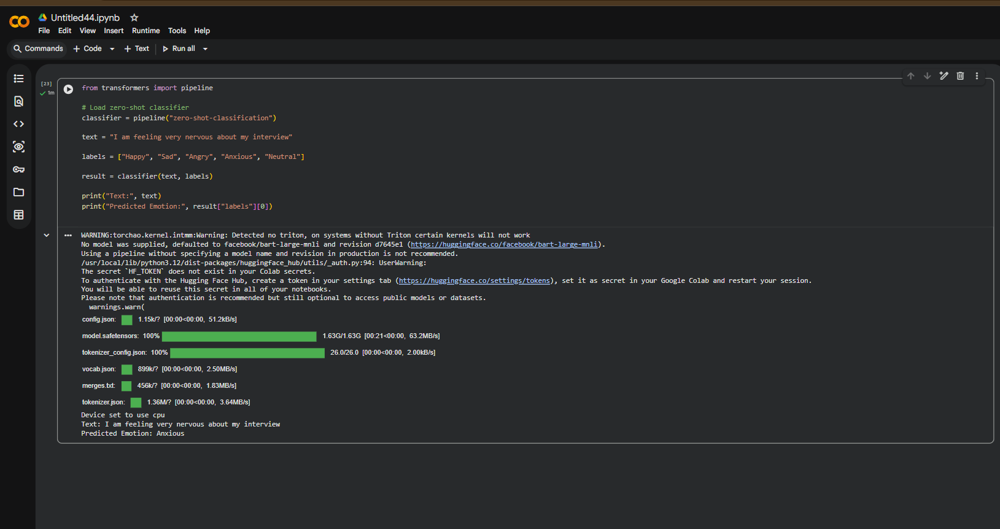 Untitled44.ipynb
File Edit View Insert Runtime Tools Help
Commands + Code + Text Run all
[23]
1m
from transformers import pipeline
# Load zero-shot classifier
classifier = pipeline("zero-shot-classification")
text = "I am feeling very nervous about my interview"
labels = ["Happy", "Sad", "Angry", "Anxious", "Neutral"]
result = classifier(text, labels)
print("Text:", text)
print("Predicted Emotion:", result["labels"][0])
WARNING:torchao.kernel.intmm:Warning: Detected no triton, on systems without Triton certain kernels will not work
No model was supplied, defaulted to facebook/bart-large-mnli and revision d7645e1 (https://huggingface.co/facebook/bart-large-mnli).
Using a pipeline without specifying a model name and revision in production is not recommended.
/usr/local/lib/python3.12/dist-packages/huggingface_hub/utils/_auth.py:94: UserWarning:
The secret `HF_TOKEN` does not exist in your Colab secrets.
To authenticate with the Hugging Face Hub, create a token in your settings tab (https://huggingface.co/settings/tokens), set it as secret in your Google Colab and restart your session.
You will be able to reuse this secret in all of your notebooks.
Please note that authentication is recommended but still optional to access public models or datasets.
warnings.warn(
config.json: 1.15k/? [00:00<00:00, 51.2kB/s]
model.safetensors: 100% 1.63G/1.63G [00:21<00:00, 63.2MB/s]
tokenizer_config.json: 100% 26.0/26.0 [00:00<00:00, 2.00kB/s]
vocab.json: 899k/? [00:00<00:00, 2.50MB/s]
merges.txt: 456k/? [00:00<00:00, 1.83MB/s]
tokenizer.json: 1.36M/? [00:00<00:00, 3.64MB/s]
Device set to use cpu
Text: I am feeling very nervous about my interview
Predicted Emotion: Anxious